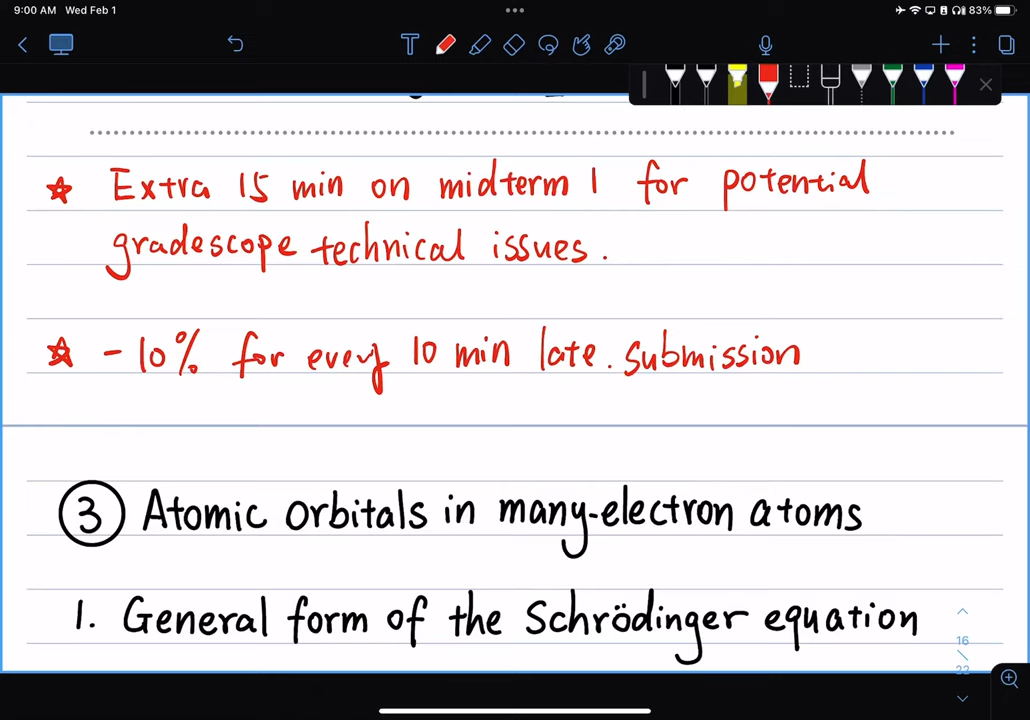 9:00 AM Wed Feb 1
83%
T
☆ Extra 15 min on midterm 1 for potential
gradescope technical issues.
☆ -10% for every 10 min late. submission
③ Atomic orbitals in many-electron atoms
1. General form of the Schrödinger equation
16
22